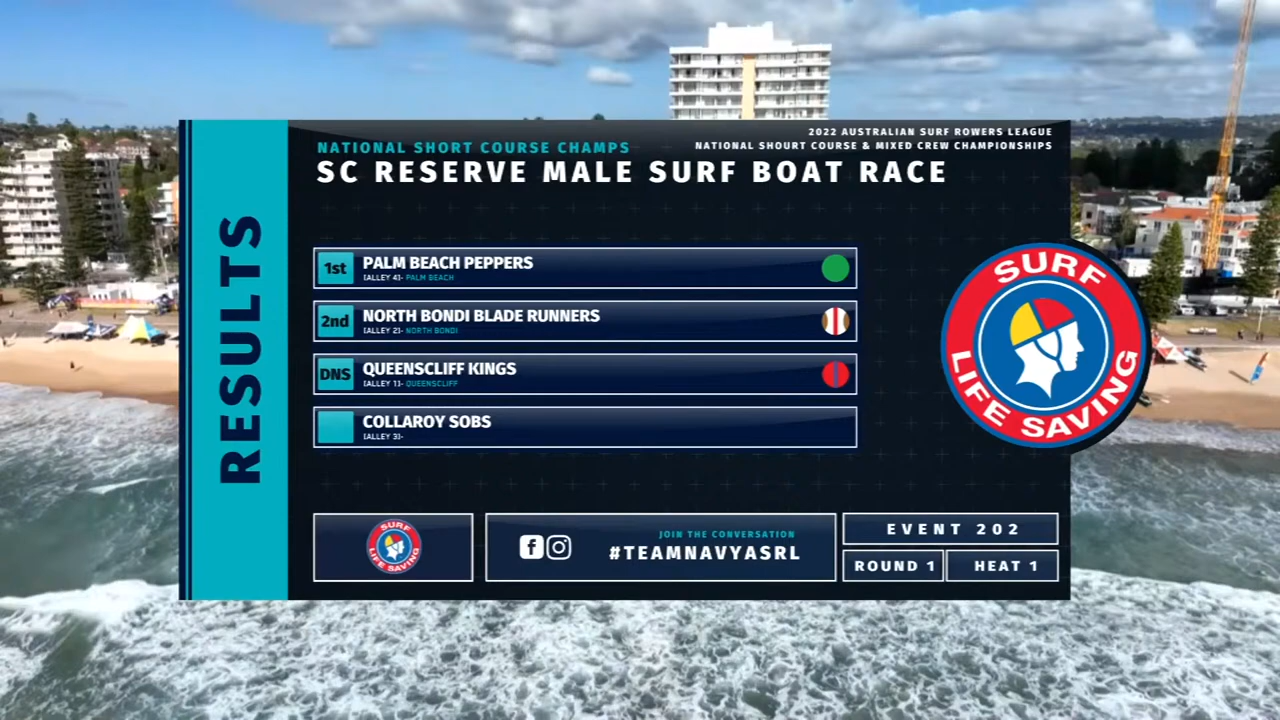 2022 AUSTRALIAN SURF ROWERS LEAGUE
NATIONAL SHOURT COURSE & MIXED CREW CHAMPIONSHIPS
NATIONAL SHORT COURSE CHAMPS
SC RESERVE MALE SURF BOAT RACE
RESULTS
1st PALM BEACH PEPPERS
[ALLEY 4]- PALM BEACH
2nd NORTH BONDI BLADE RUNNERS
[ALLEY 2]- NORTH BONDI
DNS QUEENSCLIFF KINGS
[ALLEY 1]- QUEENSCLIFF
COLLAROY SOBS
[ALLEY 3]-
SURF
LIFE SAVING
SURF
LIFE SAVING
JOIN THE CONVERSATION
#TEAMNAVYASRL
EVENT 202
ROUND 1 HEAT 1